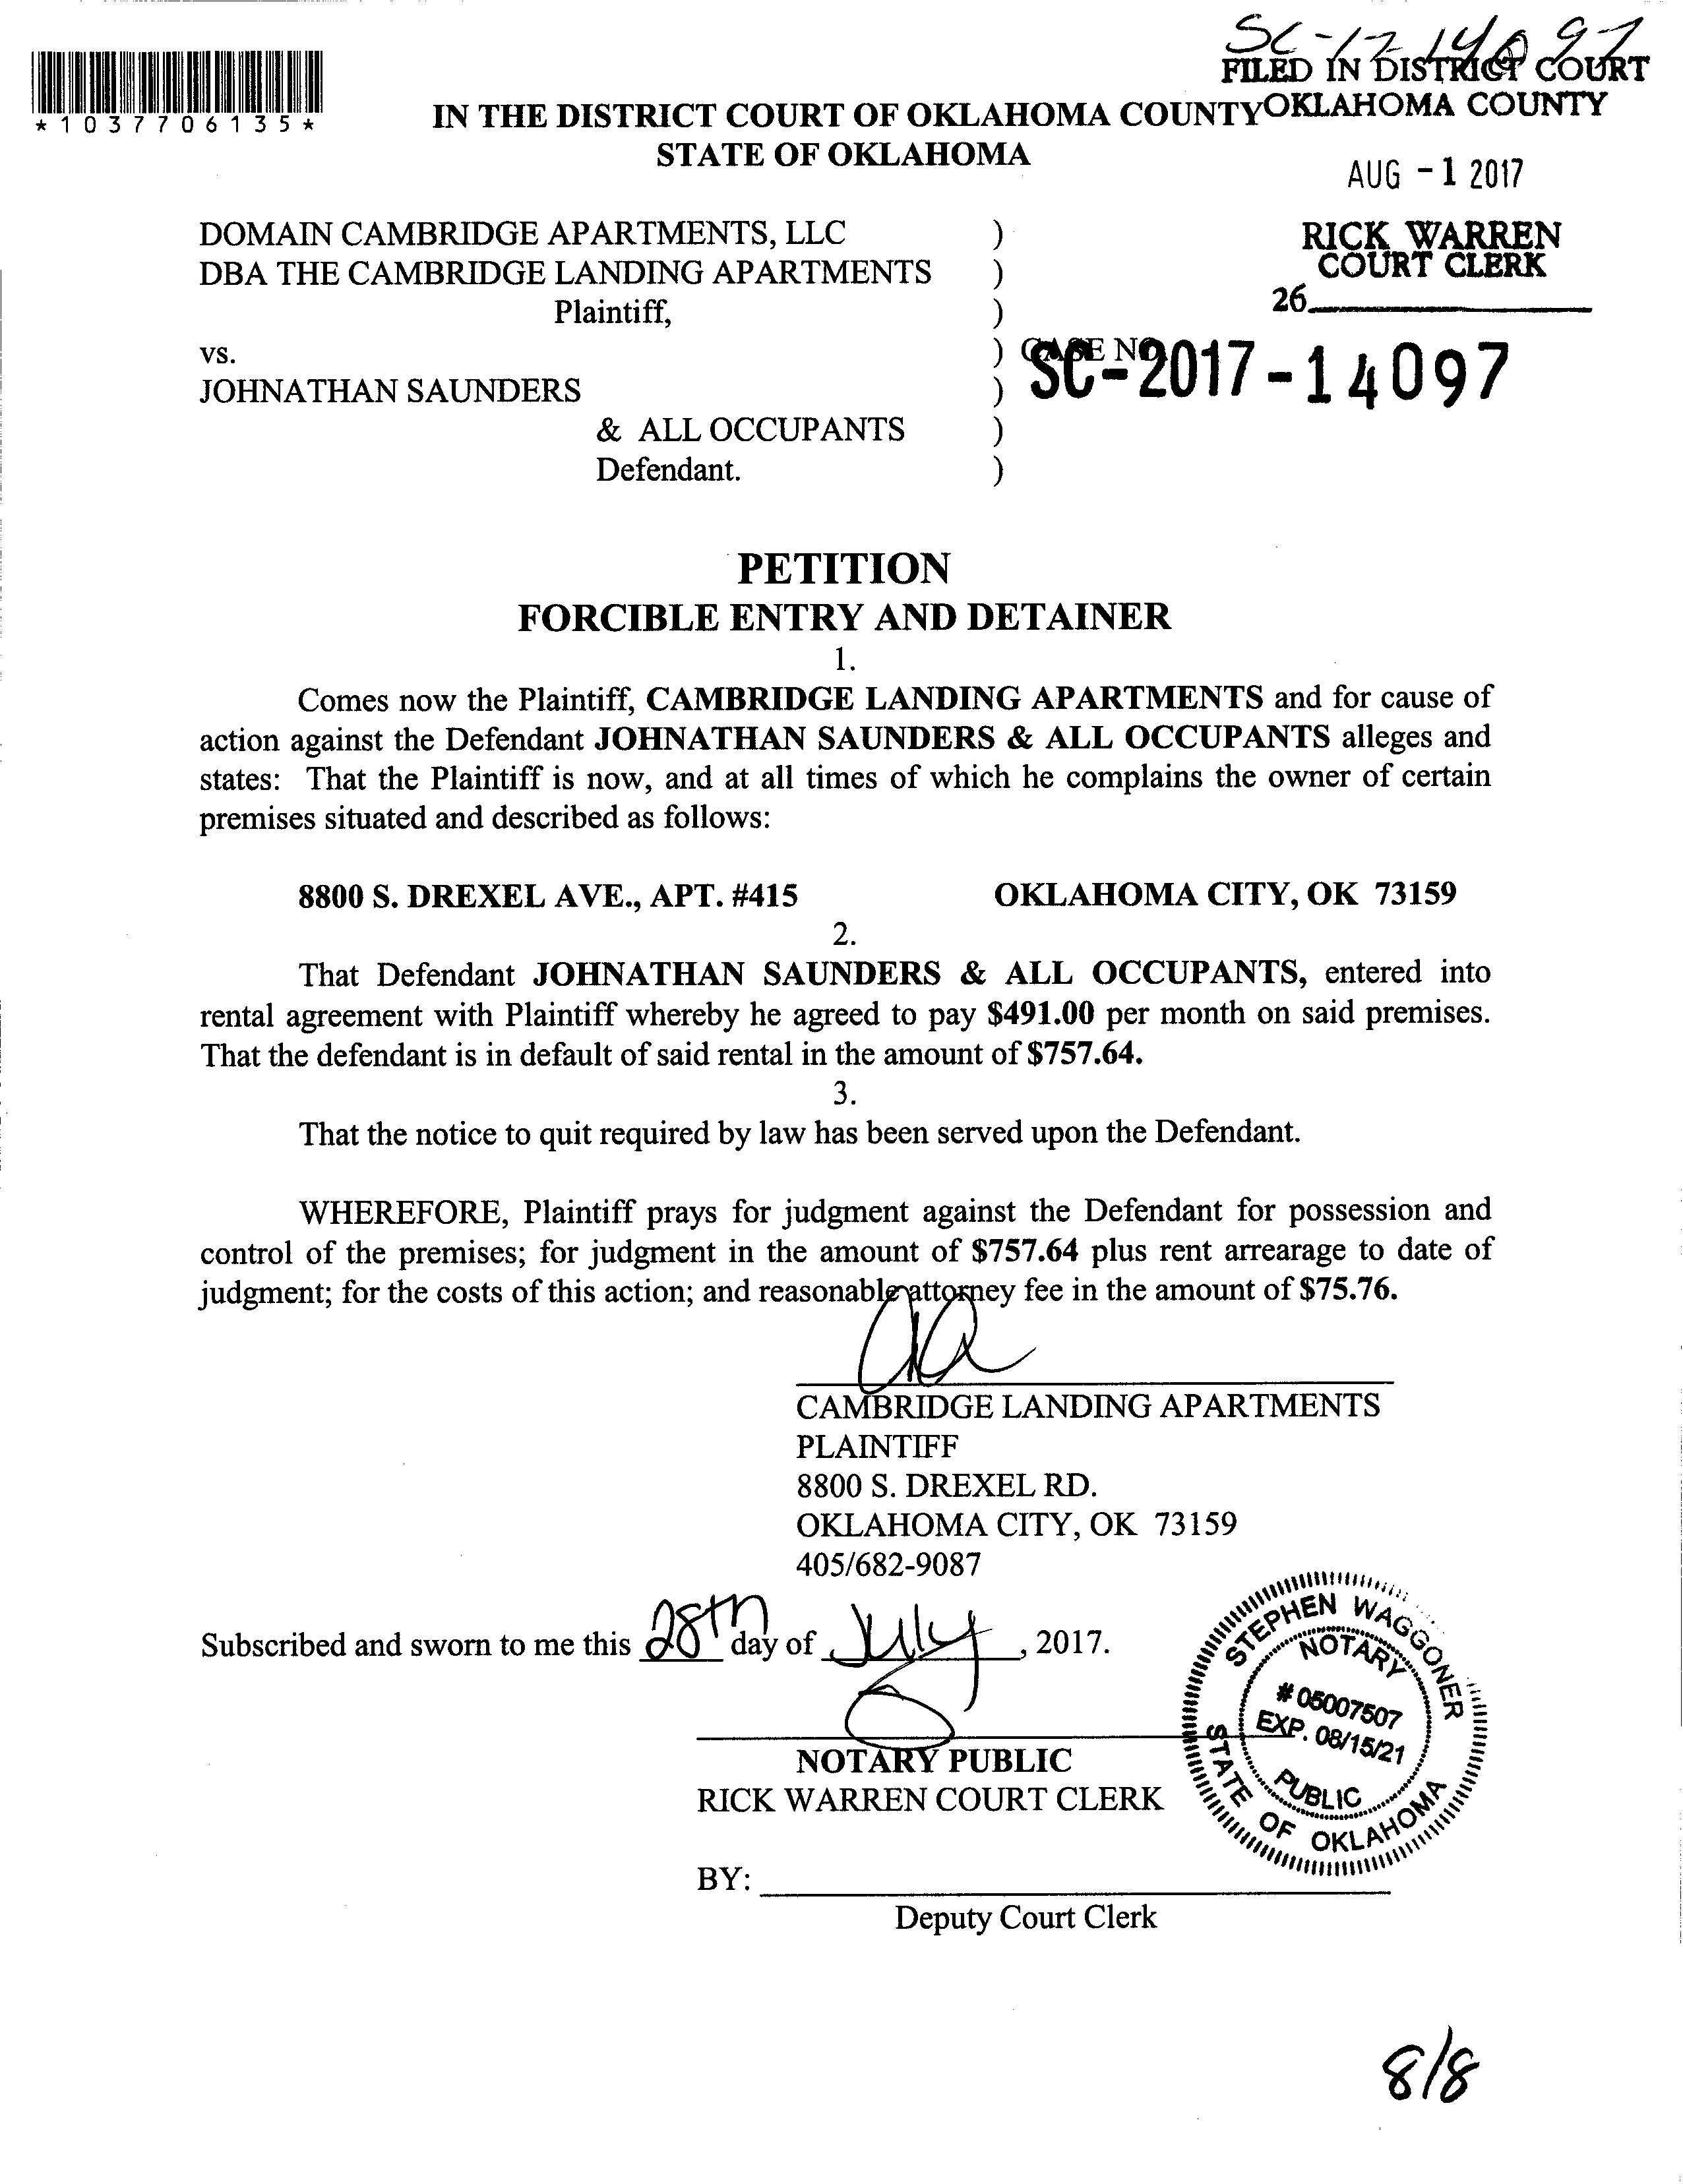 SC-17-14097
FILED IN DISTRICT COURT
OKLAHOMA COUNTY
*1037706135*
IN THE DISTRICT COURT OF OKLAHOMA COUNTY
STATE OF OKLAHOMA
AUG -1 2017
DOMAIN CAMBRIDGE APARTMENTS, LLC )
DBA THE CAMBRIDGE LANDING APARTMENTS )
Plaintiff, )
RICK WARREN
COURT CLERK
26
vs. ) CASE NO.
SC-2017-14097
JOHNATHAN SAUNDERS )
& ALL OCCUPANTS )
Defendant. )
PETITION
FORCIBLE ENTRY AND DETAINER
1.
Comes now the Plaintiff, CAMBRIDGE LANDING APARTMENTS and for cause of
action against the Defendant JOHNATHAN SAUNDERS & ALL OCCUPANTS alleges and
states: That the Plaintiff is now, and at all times of which he complains the owner of certain
premises situated and described as follows:
8800 S. DREXEL AVE., APT. #415 OKLAHOMA CITY, OK 73159
2.
That Defendant JOHNATHAN SAUNDERS & ALL OCCUPANTS, entered into
rental agreement with Plaintiff whereby he agreed to pay $491.00 per month on said premises.
That the defendant is in default of said rental in the amount of $757.64.
3.
That the notice to quit required by law has been served upon the Defendant.
WHEREFORE, Plaintiff prays for judgment against the Defendant for possession and
control of the premises; for judgment in the amount of $757.64 plus rent arrearage to date of
judgment; for the costs of this action; and reasonable attorney fee in the amount of $75.76.
CAMBRIDGE LANDING APARTMENTS
PLAINTIFF
8800 S. DREXEL RD.
OKLAHOMA CITY, OK 73159
405/682-9087
Subscribed and sworn to me this 28th day of July, 2017.
NOTARY PUBLIC
RICK WARREN COURT CLERK
STEPHEN WAGGONER
NOTARY
# 05007507
EXP. 08/15/21
PUBLIC
STATE OF OKLAHOMA
BY:
Deputy Court Clerk
8/8